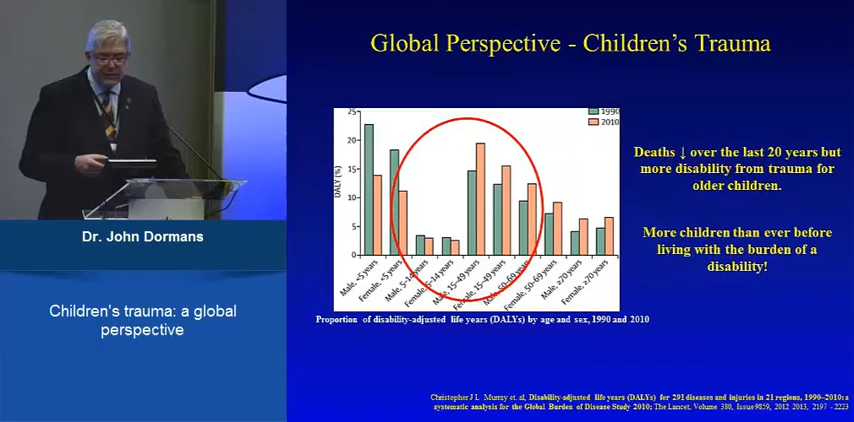 Global Perspective - Children's Trauma
25
20
15
10
5
0
DALY (%)
1990
2010
Male, <5 years
Female, <5 years
Male, 5–14 years
Female, 5–14 years
Male, 15–49 years
Female, 15–49 years
Male, 50–69 years
Female, 50–69 years
Male, ≥70 years
Female, ≥70 years
Proportion of disability-adjusted life years (DALYs) by age and sex, 1990 and 2010
Deaths ↓ over the last 20 years but
more disability from trauma for
older children.
More children than ever before
living with the burden of a
disability!
Dr. John Dormans
Children's trauma: a global
perspective
Christopher J L Murray et. al, Disability-adjusted life years (DALYs) for 291 diseases and injuries in 21 regions, 1990–2010: a
systematic analysis for the Global Burden of Disease Study 2010; The Lancet, Volume 380, Issue 9859, 2012 2013, 2197 - 2223